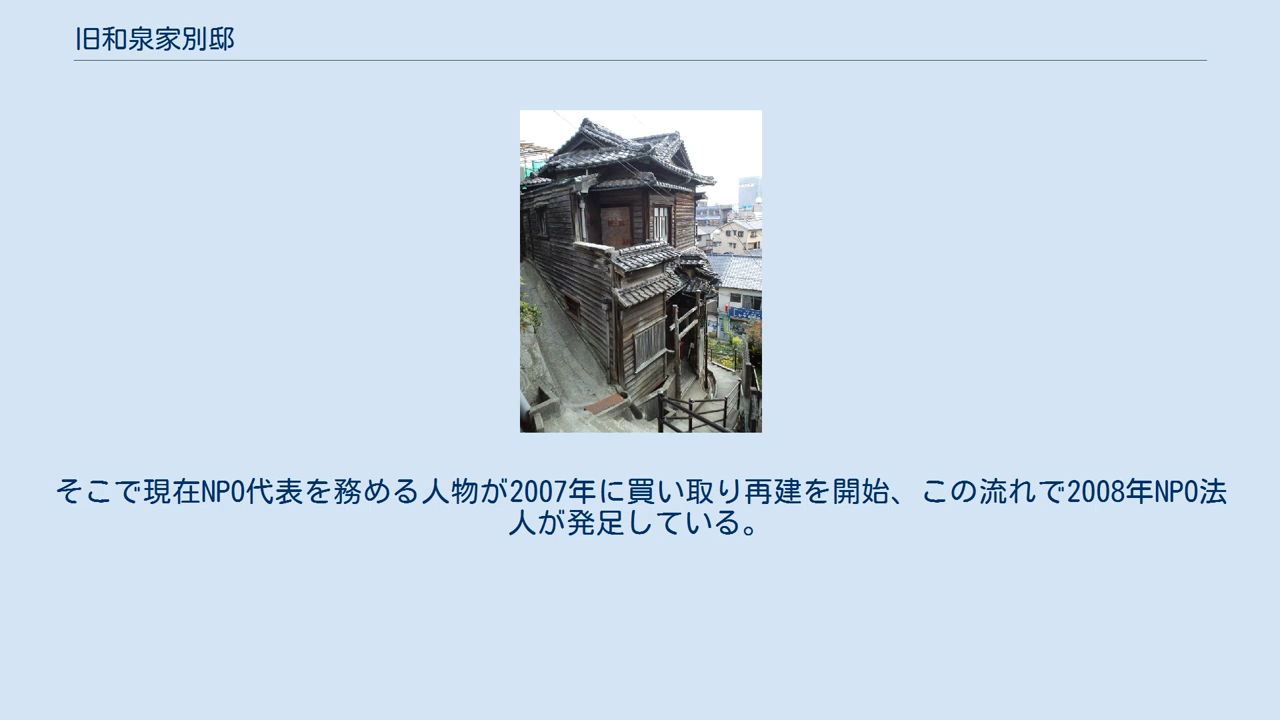 旧和泉家別邸
そこで現在NPO代表を務める人物が2007年に買い取り再建を開始、この流れで2008年NPO法
人が発足している。